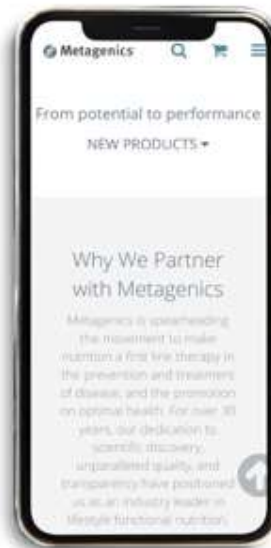 Metagenics
From potential to performance
NEW PRODUCTS
Why We Partner
with Metagenics
Metagenics is spearheading
the movement to make
nutrition a first line therapy in
the prevention and treatment
of disease, and the promotion
on optimal health. For over 30
years, our dedication to
scientific discovery,
unparalleled quality, and
transparency have positioned
us as an industry leader in
lifestyle functional nutrition.